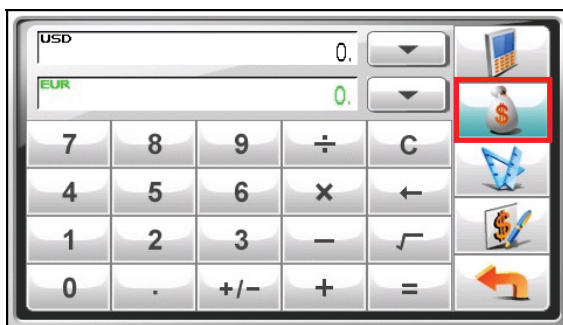 USD 0.
EUR 0.
7 8 9 ÷ C
4 5 6 × ←
1 2 3 − √
0 . +/− + =
$
$